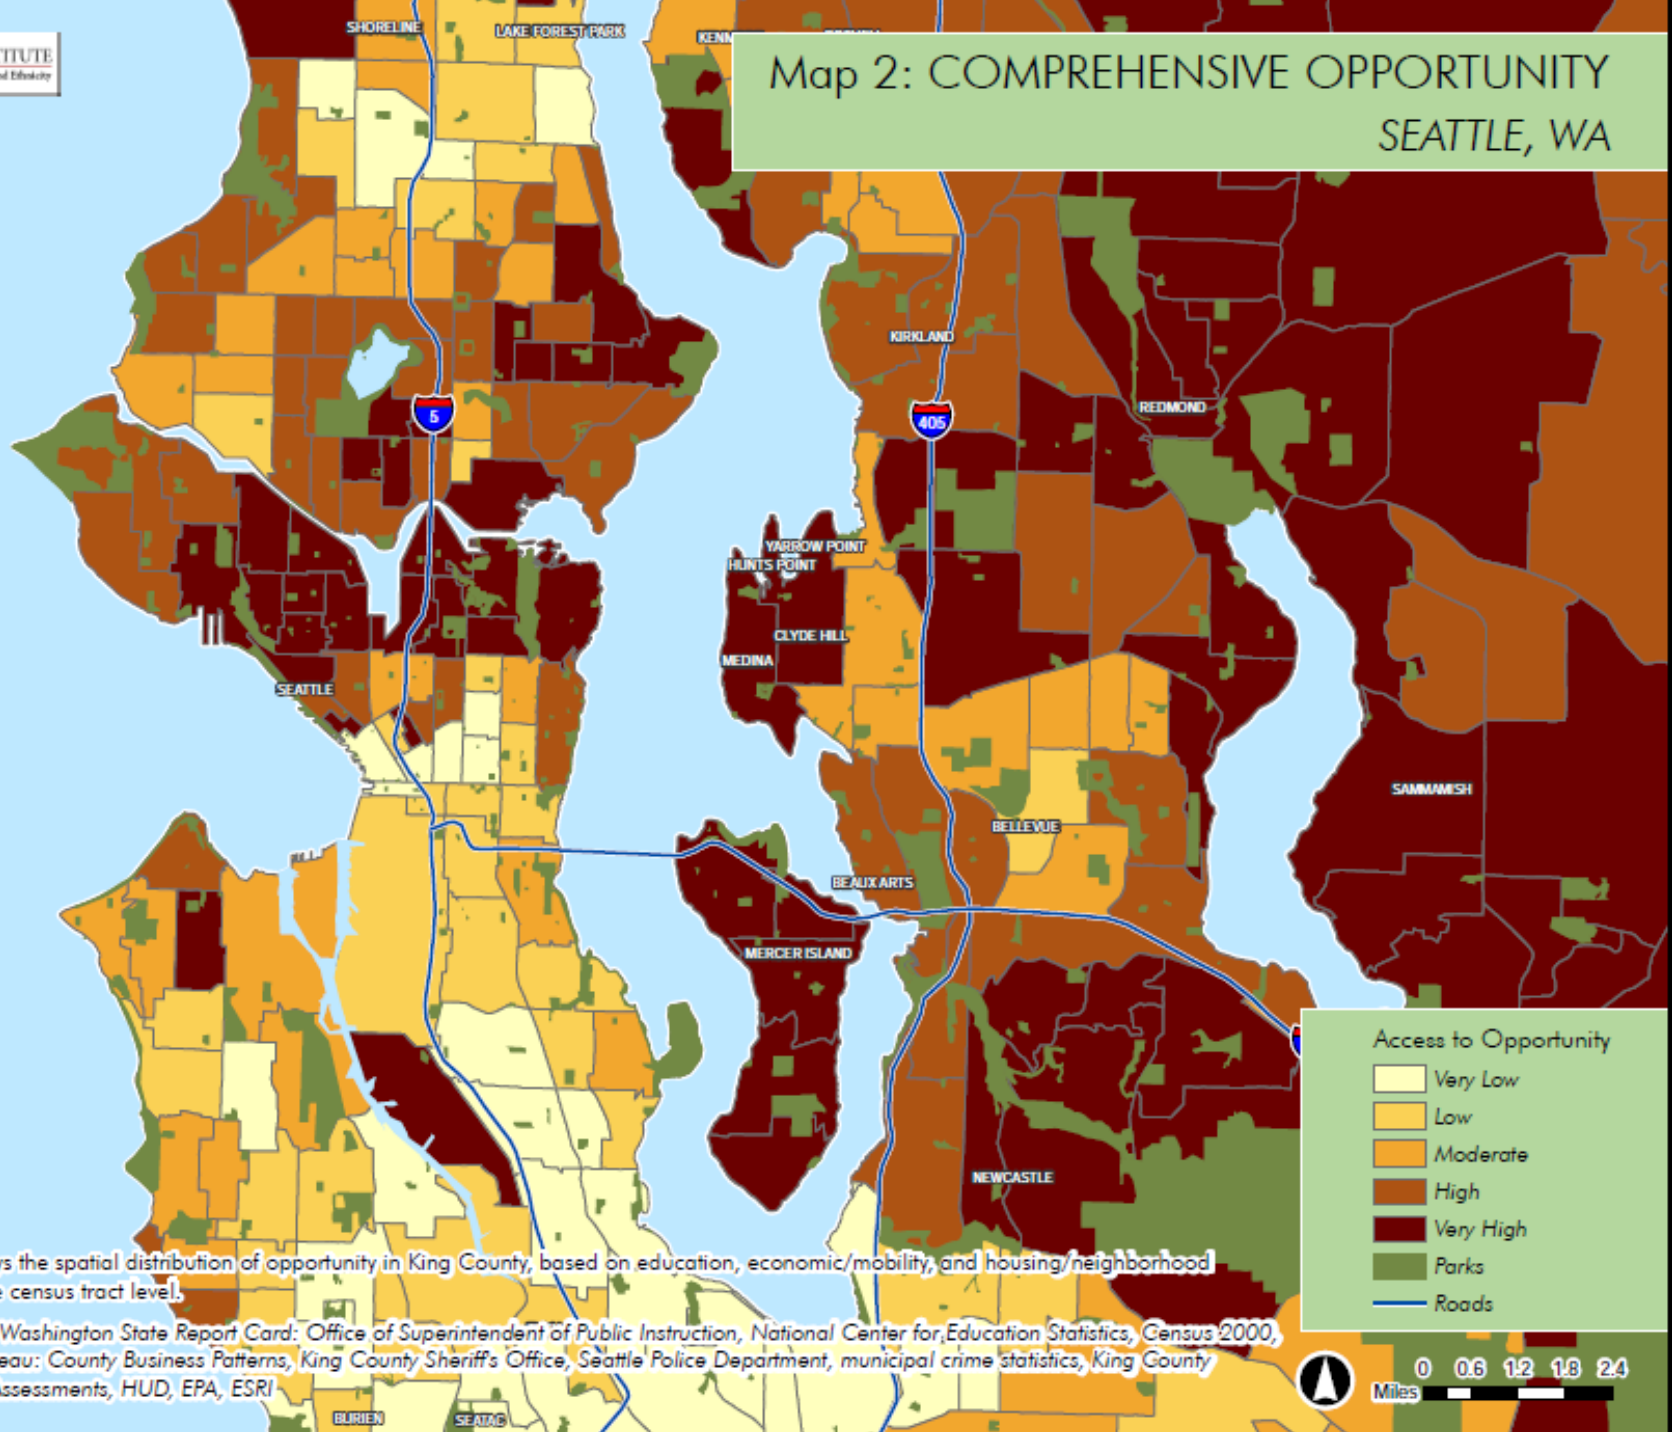 SHORELINE
LAKE FOREST PARK
TITUTE
d Ethnicity
Map 2: COMPREHENSIVE OPPORTUNITY
SEATTLE, WA
KIRKLAND
REDMOND
5
405
YARROW POINT
HUNTS POINT
CLYDE HILL
MEDINA
SEATTLE
SAMMAMISH
BELLEVUE
BEAUX ARTS
MERCER ISLAND
NEWCASTLE
Access to Opportunity
Very Low
Low
Moderate
High
Very High
Parks
Roads
ws the spatial distribution of opportunity in King County, based on education, economic/mobility, and housing/neighborhood
e census tract level.
Washington State Report Card: Office of Superintendent of Public Instruction, National Center for Education Statistics, Census 2000,
eau: County Business Patterns, King County Sheriff's Office, Seattle Police Department, municipal crime statistics, King County
Assessments, HUD, EPA, ESRI
0 0.6 1.2 1.8 2.4
Miles
BURIEN
SEATAC